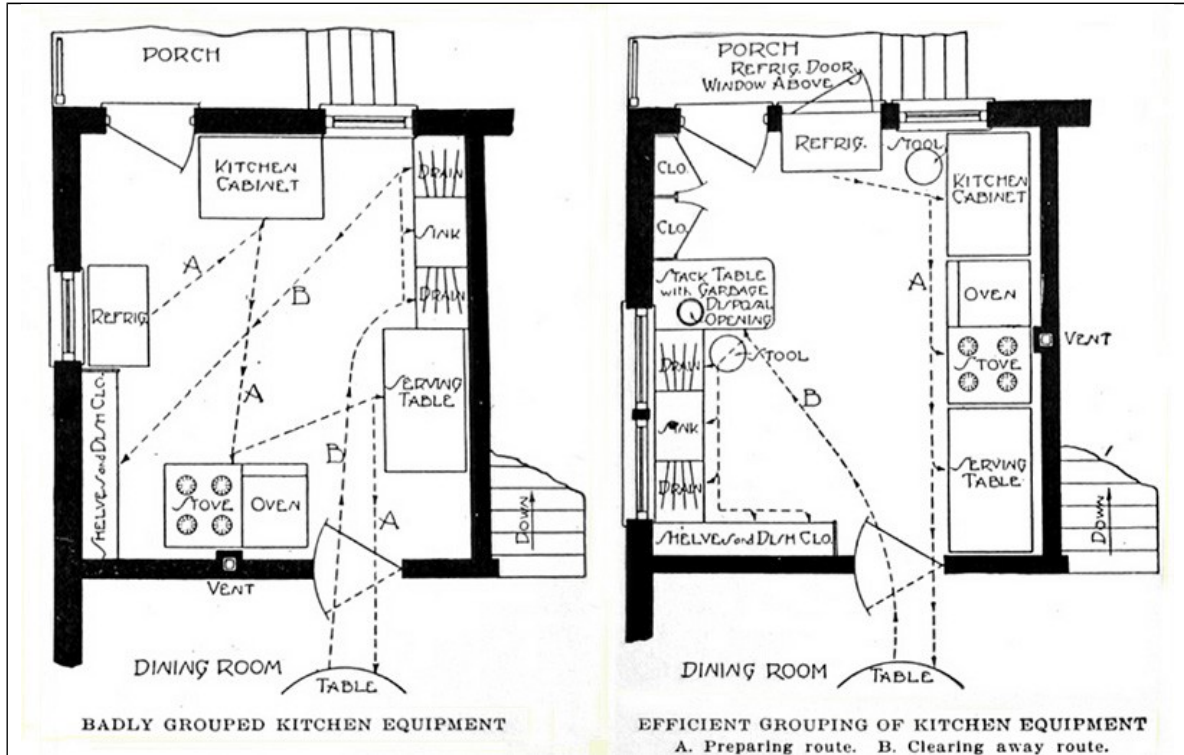 PORCH
KITCHEN
CABINET
DRAIN
SINK
DRAIN
A
B
REFRIG.
A
SERVING
TABLE
B
A
SHELVES AND DISH CLO.
STOVE
OVEN
VENT
DOWN
DINING ROOM
TABLE
BADLY GROUPED KITCHEN EQUIPMENT
PORCH
REFRIG. DOOR,
WINDOW ABOVE
REFRIG.
STOOL
CLO.
CLO.
KITCHEN
CABINET
STACK TABLE
with GARBAGE
DISPOSAL
OPENING
A
OVEN
VENT
STOVE
DRAIN
STOOL
SINK
B
DRAIN
SERVING
TABLE
SHELVES and DISH CLO.
DOWN
DINING ROOM
TABLE
EFFICIENT GROUPING OF KITCHEN EQUIPMENT
A. Preparing route. B. Clearing away route.